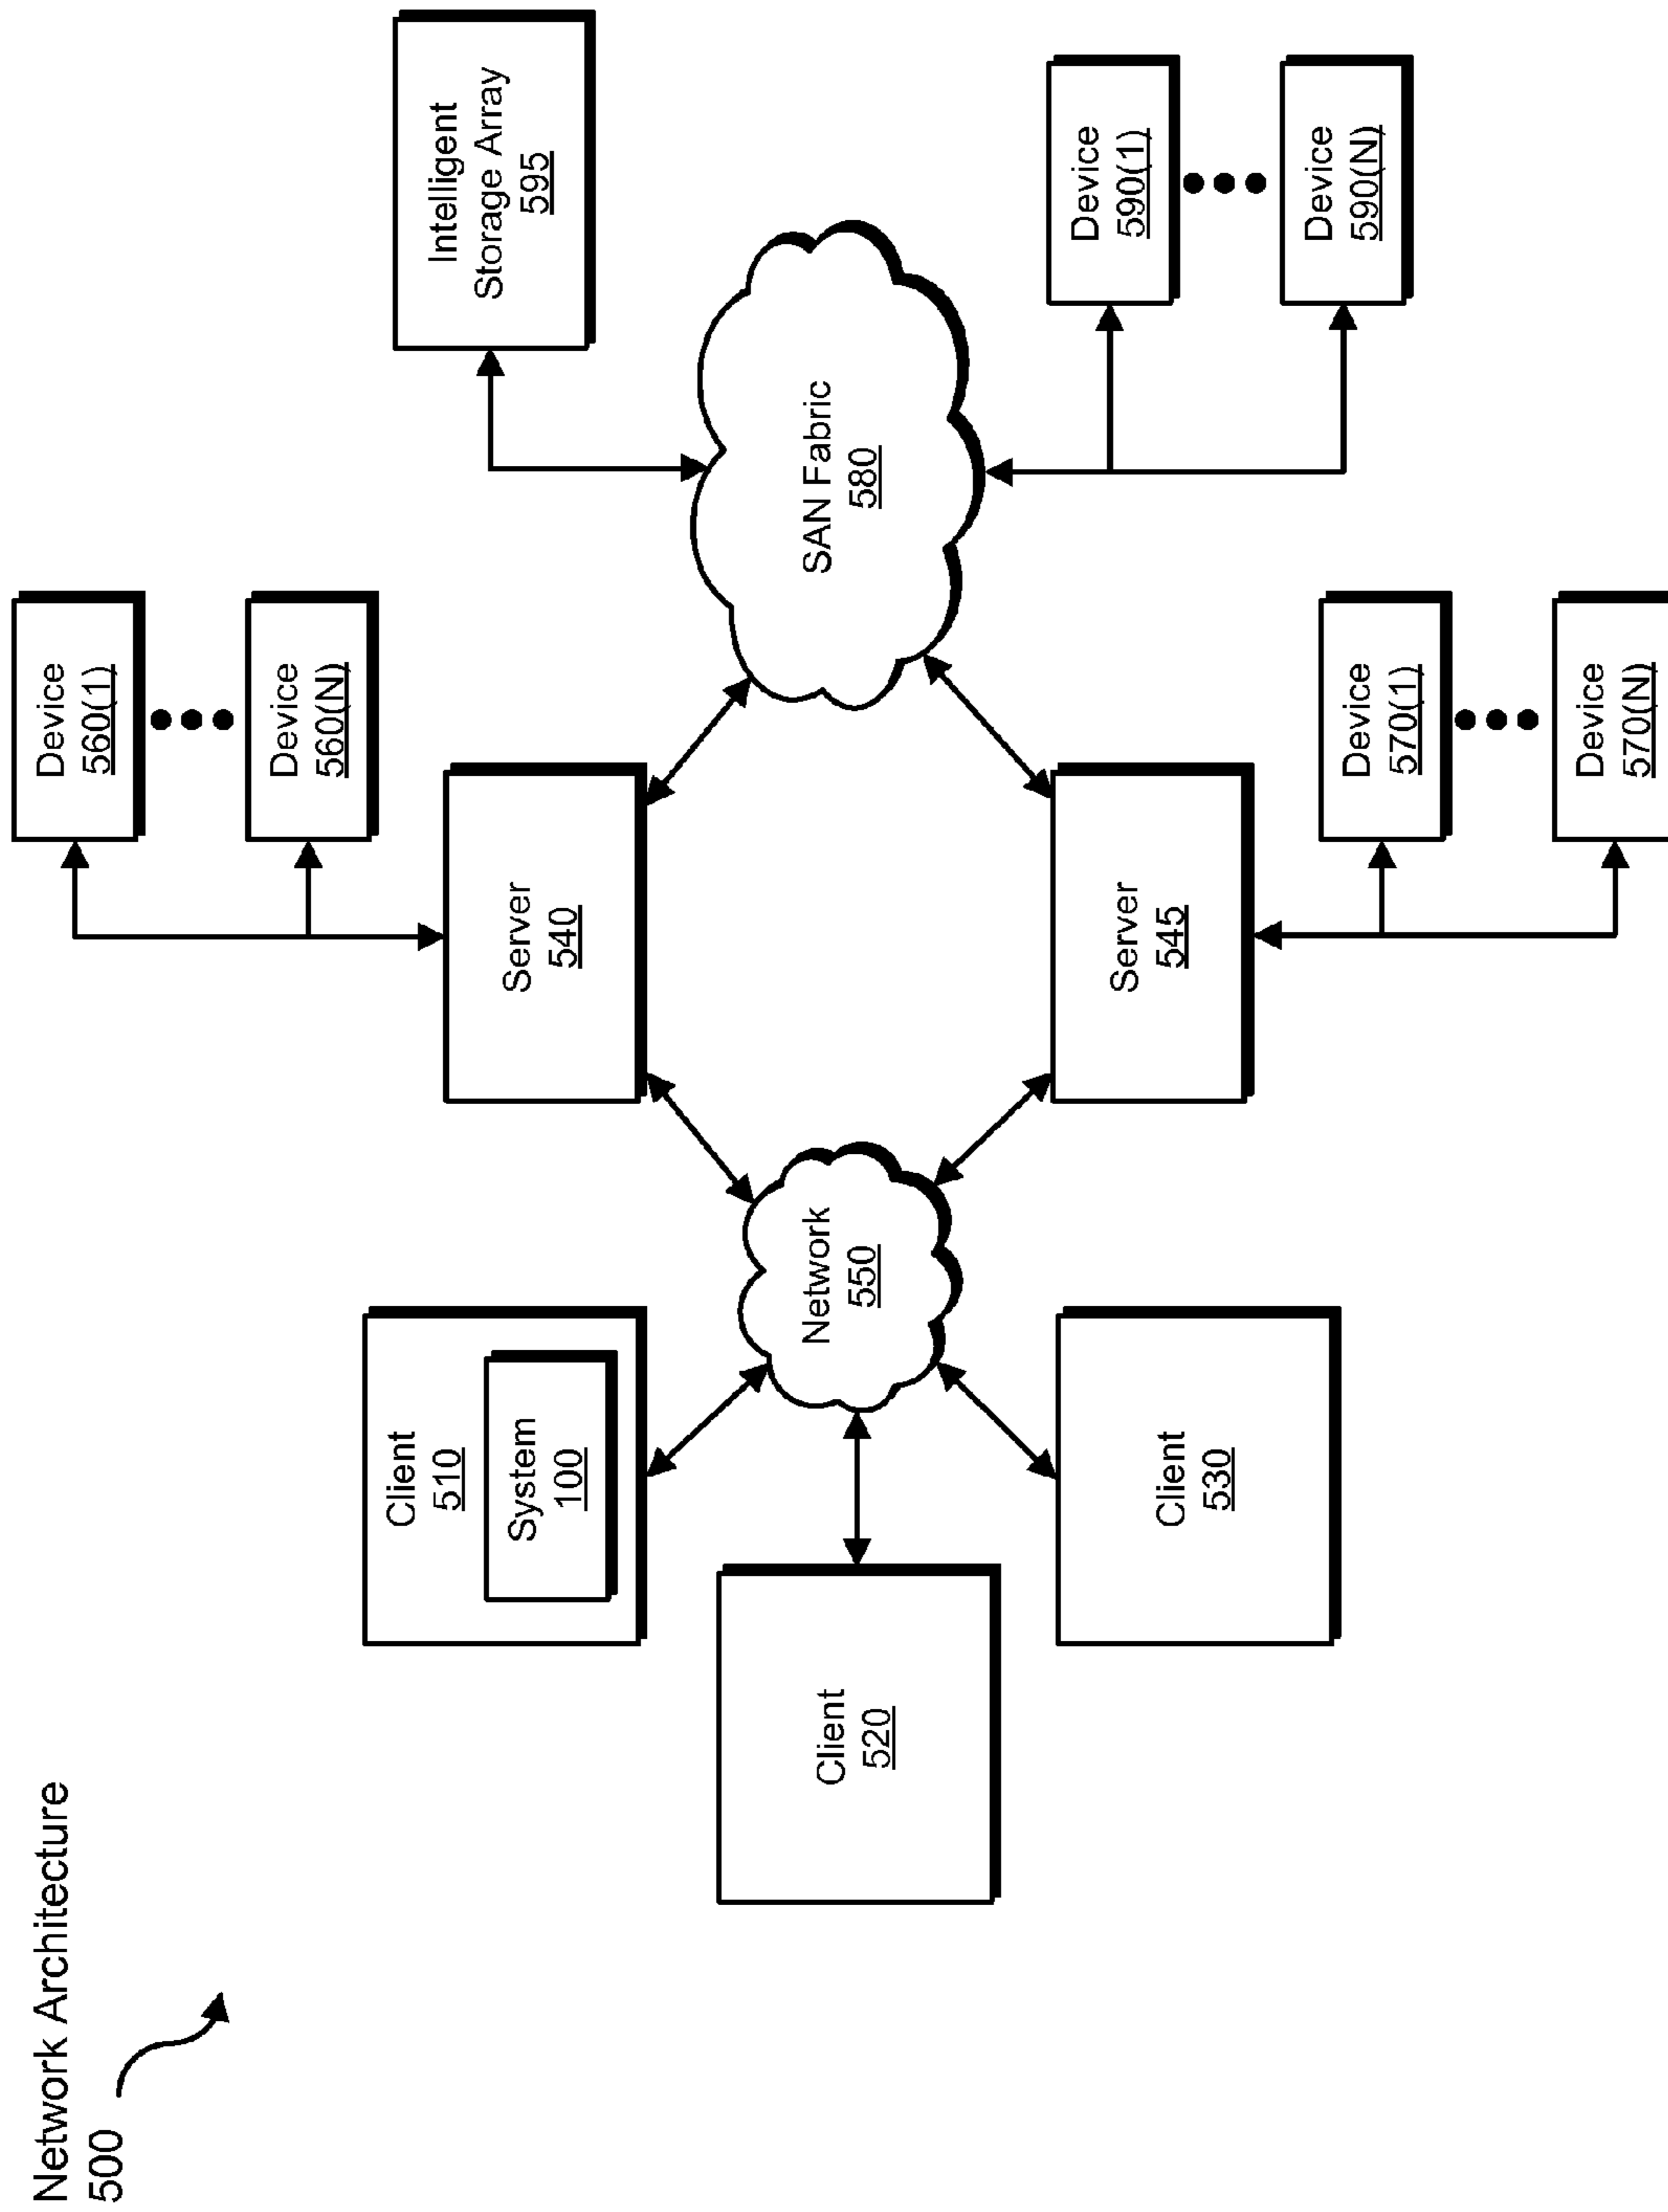 Network Architecture
500
Device
560(1)
Device
560(N)
Client
510
System
100
Server
540
Intelligent
Storage Array
595
Client
520
Network
550
SAN Fabric
580
Client
530
Server
545
Device
590(1)
Device
590(N)
Device
570(1)
Device
570(N)